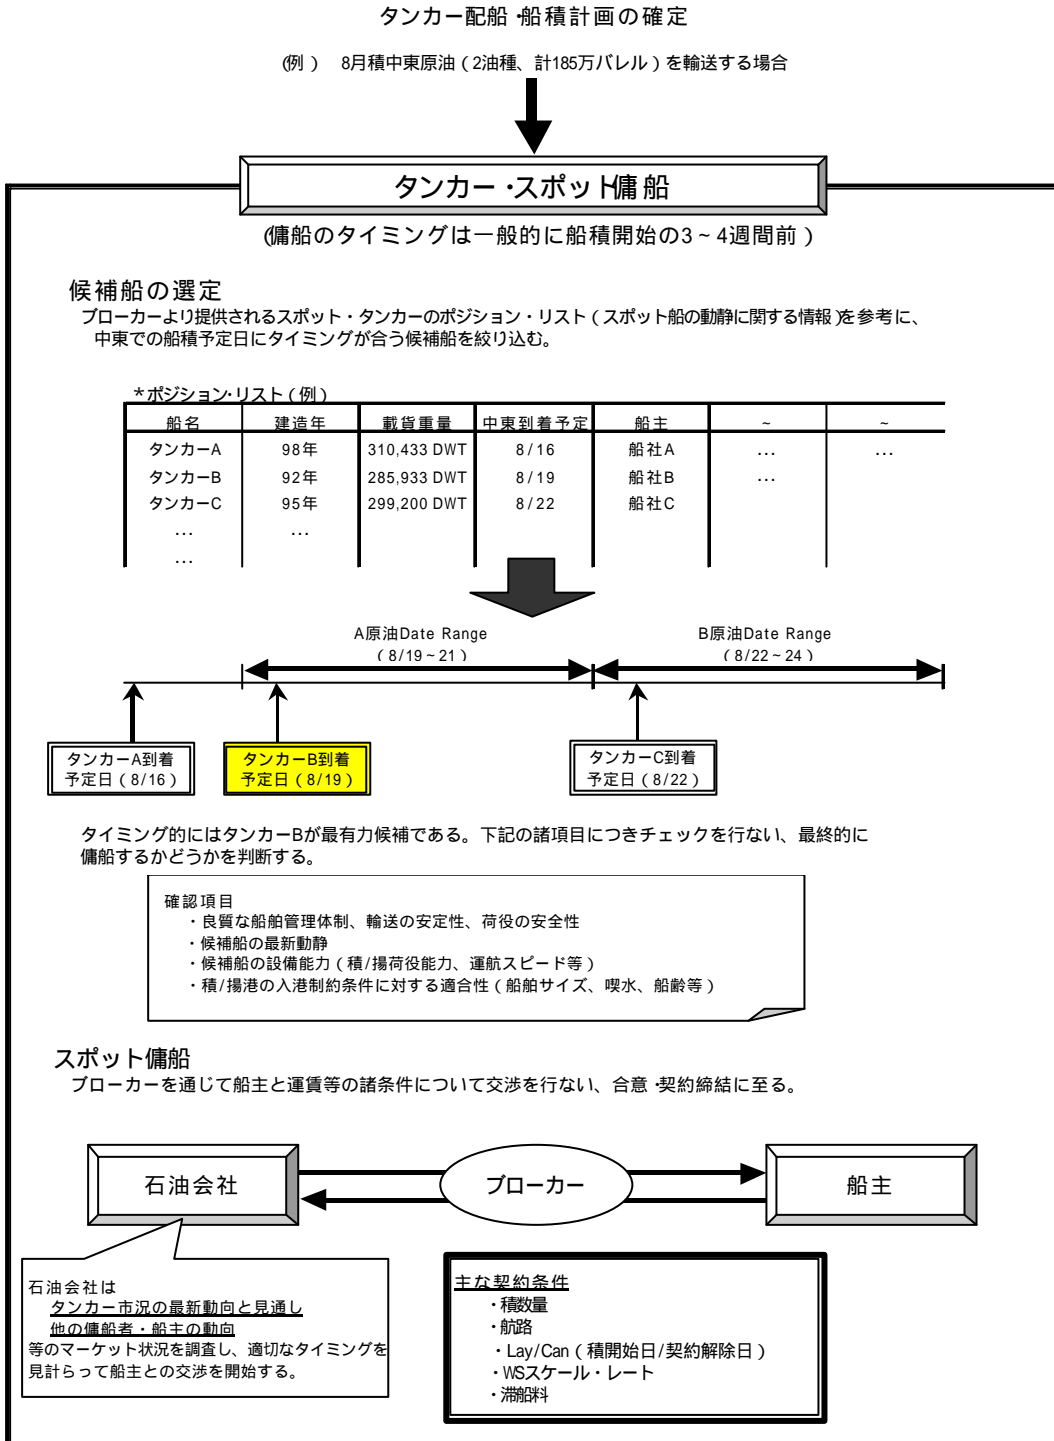 タンカー配船・船積計画の確定
(例) 8月積中東原油(2油種、計185万バレル)を輸送する場合
タンカー・スポット傭船
(傭船のタイミングは一般的に船積開始の3~4週間前)
候補船の選定
ブローカーより提供されるスポット・タンカーのポジション・リスト(スポット船の動静に関する情報)を参考に、
中東での船積予定日にタイミングが合う候補船を絞り込む。
*ポジション・リスト(例)
船名 建造年 載貨重量 中東到着予定 船主 ~ ~
タンカーA 98年 310,433 DWT 8/16 船社A … …
タンカーB 92年 285,933 DWT 8/19 船社B …
タンカーC 95年 299,200 DWT 8/22 船社C
… …
…
A原油Date Range B原油Date Range
(8/19~21) (8/22~24)
タンカーA到着 タンカーB到着 タンカーC到着
予定日(8/16) 予定日(8/19) 予定日(8/22)
タイミング的にはタンカーBが最有力候補である。下記の諸項目につきチェックを行ない、最終的に
傭船するかどうかを判断する。
確認項目
・良質な船舶管理体制、輸送の安定性、荷役の安全性
・候補船の最新動静
・候補船の設備能力(積/揚荷役能力、運航スピード等)
・積/揚港の入港制約条件に対する適合性(船舶サイズ、喫水、船齢等)
スポット傭船
ブローカーを通じて船主と運賃等の諸条件について交渉を行ない、合意・契約締結に至る。
石油会社 ブローカー 船主
石油会社は
タンカー市況の最新動向と見通し
他の傭船者・船主の動向
等のマーケット状況を調査し、適切なタイミングを
見計らって船主との交渉を開始する。
主な契約条件
・積数量
・航路
・Lay/Can(積開始日/契約解除日)
・WSスケール・レート
・滞船料